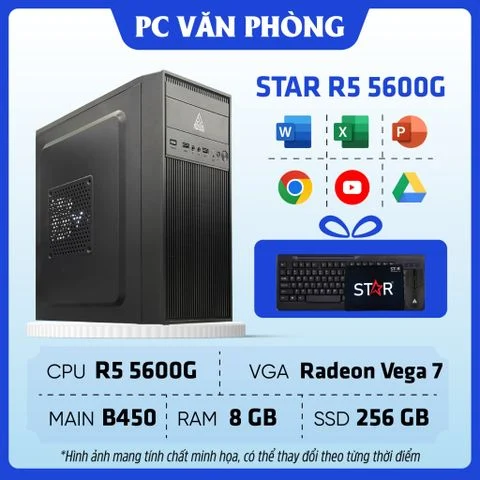 PC VĂN PHÒNG
STAR R5 5600G
W
X
P
STAR
STAR
CPU R5 5600G
VGA Radeon Vega 7
MAIN B450
RAM 8 GB
SSD 256 GB
*Hình ảnh mang tính chất minh họa, có thể thay đổi theo từng thời điểm